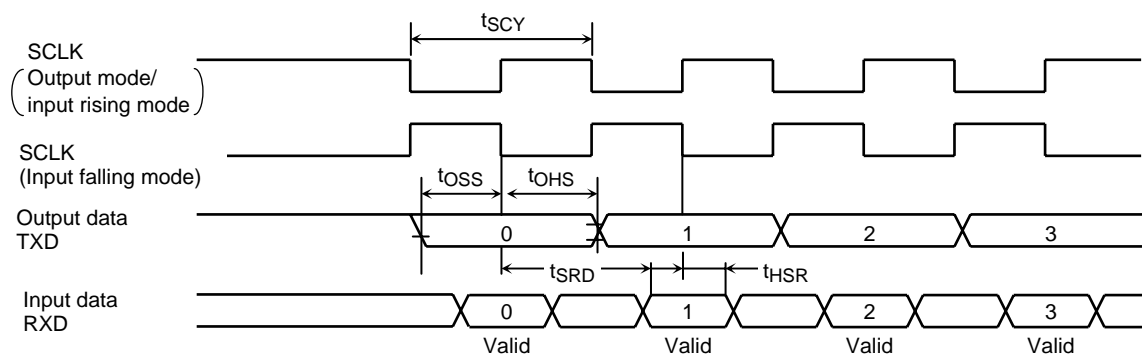 tSCY
SCLK
(Output mode/
input rising mode)
SCLK
(Input falling mode)
tOSS tOHS
Output data
TXD
0 1 2 3
tSRD tHSR
Input data
RXD
0 1 2 3
Valid Valid Valid Valid